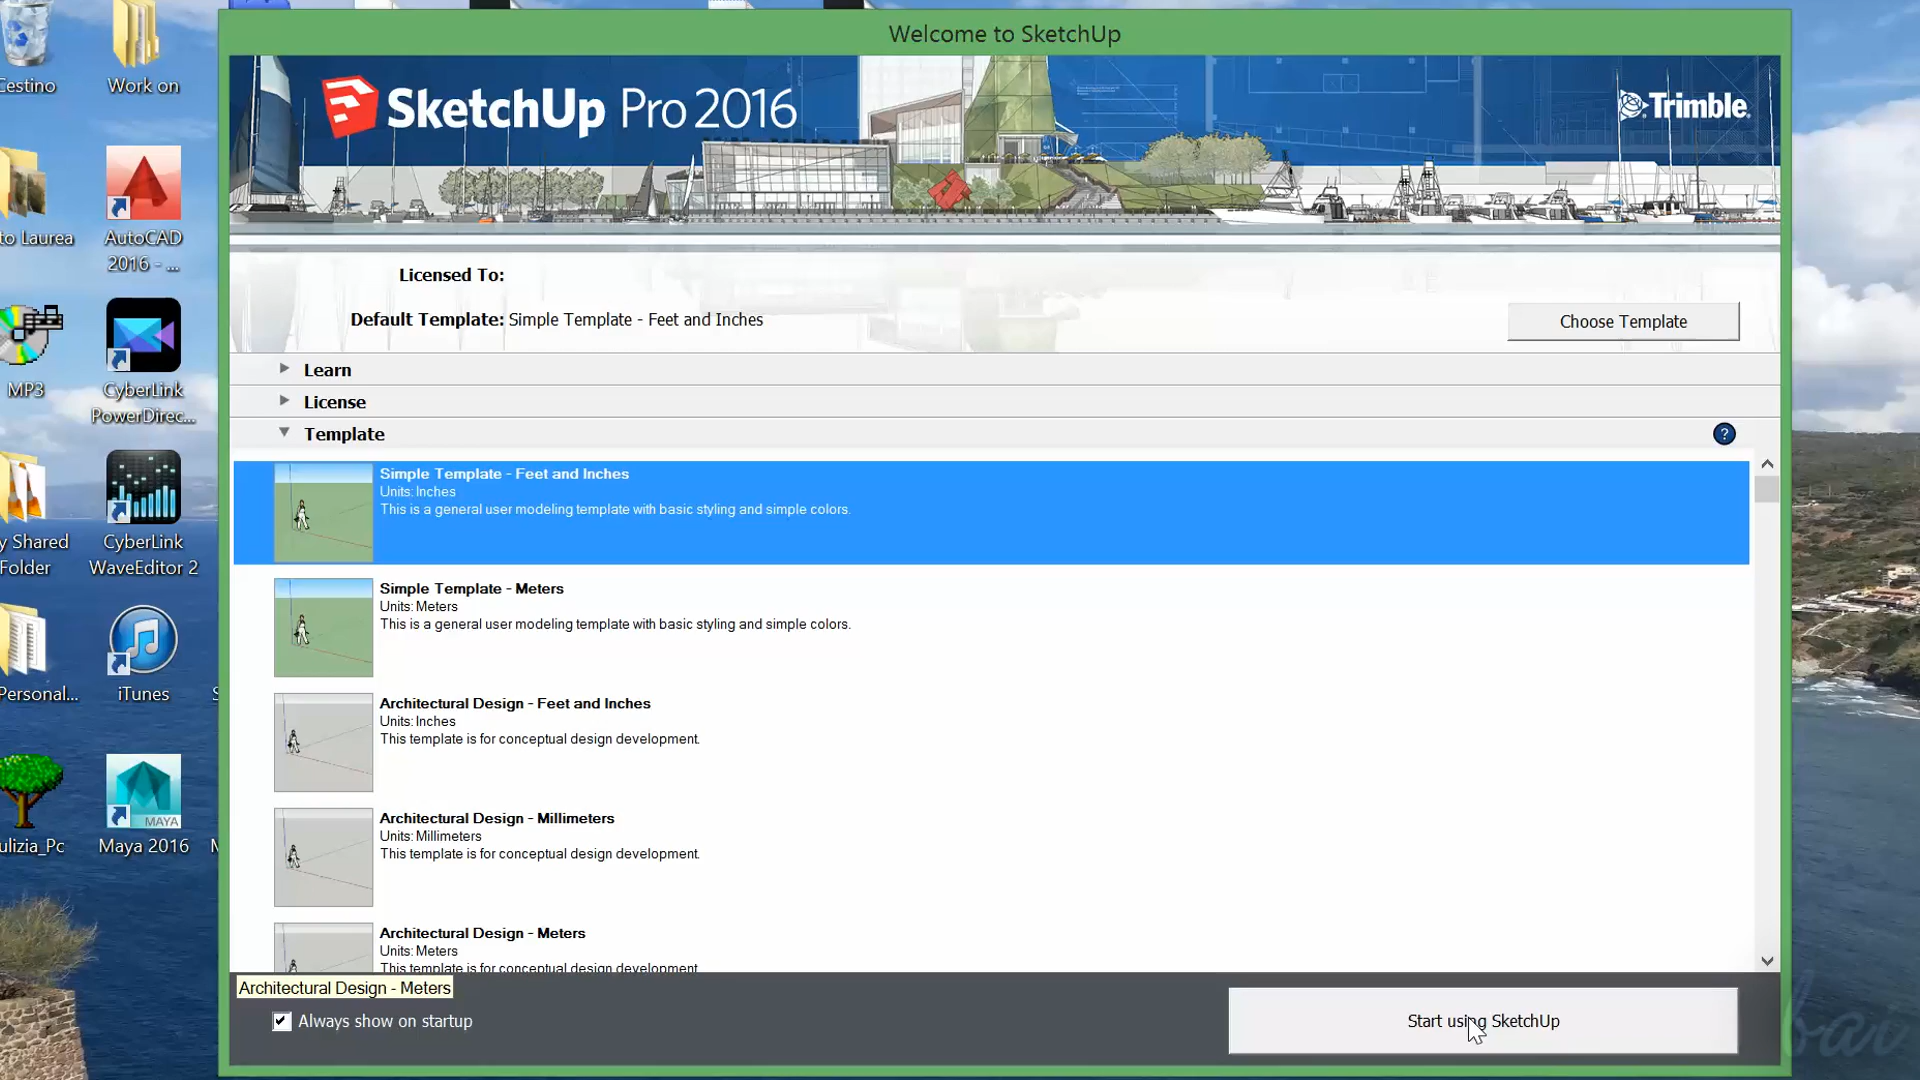 Welcome to SketchUp
SketchUp Pro 2016
Trimble
Licensed To:
Default Template: Simple Template - Feet and Inches
Choose Template
Learn
License
Template
?
Simple Template - Feet and Inches
Units: Inches
This is a general user modeling template with basic styling and simple colors.
Simple Template - Meters
Units: Meters
This is a general user modeling template with basic styling and simple colors.
Architectural Design - Feet and Inches
Units: Inches
This template is for conceptual design development.
Architectural Design - Millimeters
Units: Millimeters
This template is for conceptual design development.
Architectural Design - Meters
Units: Meters
This template is for conceptual design development.
Architectural Design - Meters
Always show on startup
Start using SketchUp
Cestino
Work on
to Laurea
AutoCAD
2016 - ...
MP3
CyberLink
PowerDirec...
y Shared
Folder
CyberLink
WaveEditor 2
Personal...
iTunes
ulizia_Pc
MAYA
Maya 2016